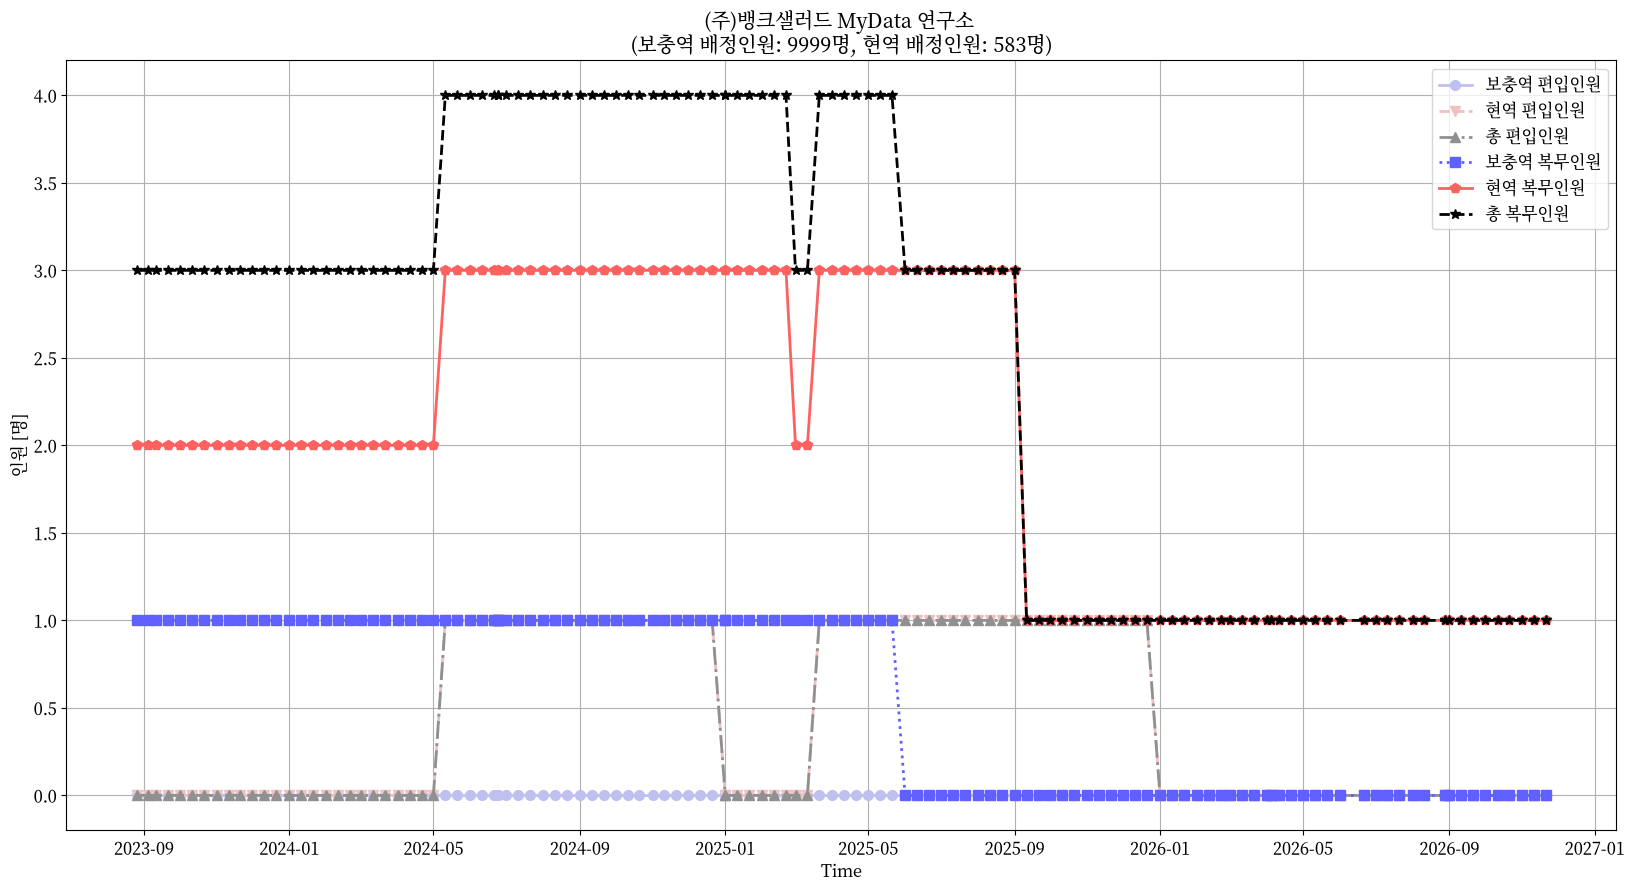 (주)뱅크샐러드 MyData 연구소
(보충역 배정인원: 9999명, 현역 배정인원: 583명)
보충역 편입인원
현역 편입인원
총 편입인원
보충역 복무인원
현역 복무인원
총 복무인원
4.0
3.5
3.0
2.5
2.0
1.5
1.0
0.5
0.0
인원 [명]
2023-09 2024-01 2024-05 2024-09 2025-01 2025-05 2025-09 2026-01 2026-05 2026-09 2027-01
Time